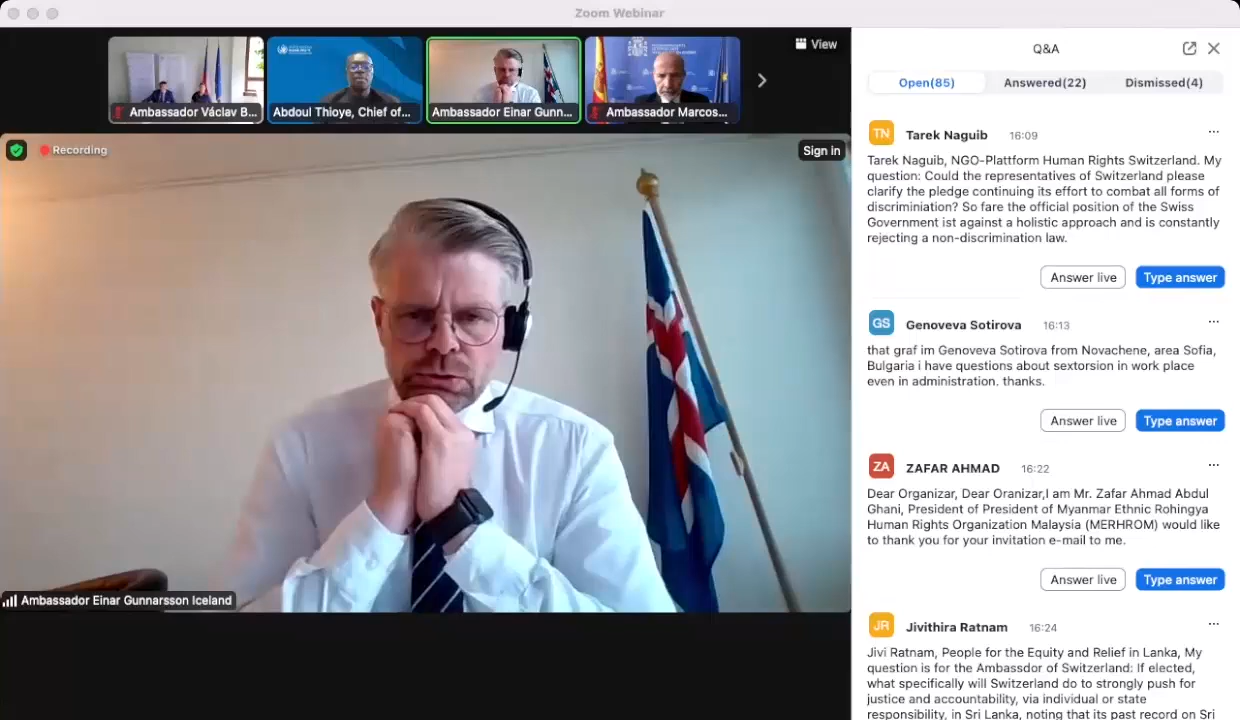 Zoom Webinar
View
Ambassador Václav B...
Abdoul Thioye, Chief of...
Ambassador Einar Gunn...
Ambassador Marcos...
Recording
Sign in
Ambassador Einar Gunnarsson Iceland
Q&A
Open(85)
Answered(22)
Dismissed(4)
TN
Tarek Naguib 16:09
Tarek Naguib, NGO-Plattform Human Rights Switzerland. My
question: Could the representatives of Switzerland please
clarify the pledge continuing its effort to combat all forms of
discriminiation? So fare the official position of the Swiss
Government ist against a holistic approach and is constantly
rejecting a non-discrimination law.
Answer live
Type answer
GS
Genoveva Sotirova 16:13
that graf im Genoveva Sotirova from Novachene, area Sofia,
Bulgaria i have questions about sextorsion in work place
even in administration. thanks.
Answer live
Type answer
ZA
ZAFAR AHMAD 16:22
Dear Organizar, Dear Oranizar,I am Mr. Zafar Ahmad Abdul
Ghani, President of President of Myanmar Ethnic Rohingya
Human Rights Organization Malaysia (MERHROM) would like
to thank you for your invitation e-mail to me.
Answer live
Type answer
JR
Jivithira Ratnam 16:24
Jivi Ratnam, People for the Equity and Relief in Lanka, My
question is for the Ambassdor of Switzerland: If elected,
what specifically will Switzerland do to strongly push for
justice and accountability, via individual or state
responsibility, in Sri Lanka, noting that its past record on Sri